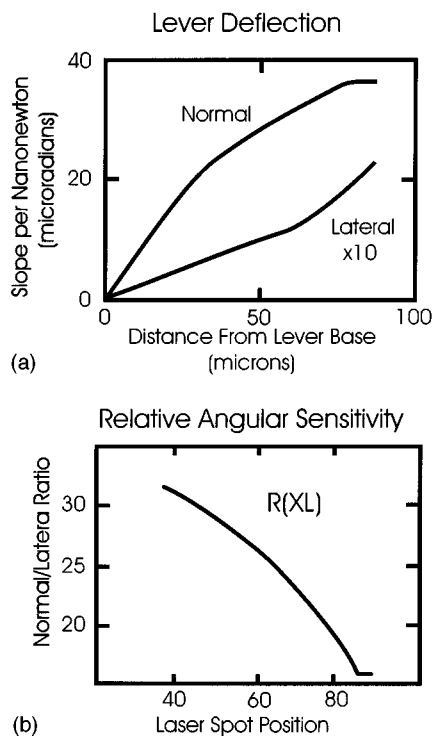 Lever Deflection
Slope per Nanonewton
(microradians)
40
20
0
Normal
Lateral
x10
0
50
100
Distance From Lever Base
(microns)
(a)
Relative Angular Sensitivity
Normal/Latera Ratio
30
25
20
R(XL)
40
60
80
Laser Spot Position
(b)